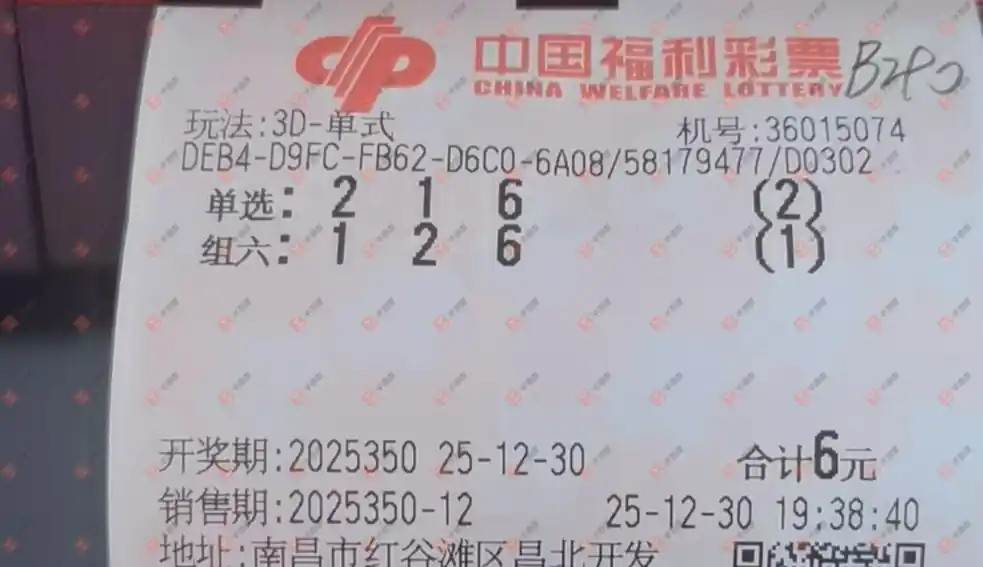 中国福利彩票
CHINA WELFARE LOTTERY
玩法:3D-单式 机号:36015074
DEB4-D9FC-FB62-D6C0-6A08/58179477/D0302
单选: 2 1 6 (2)
组六: 1 2 6 (1)
开奖期:2025350 25-12-30 合计6元
销售期:2025350-12 25-12-30 19:38:40
地址:南昌市红谷滩区昌北开发